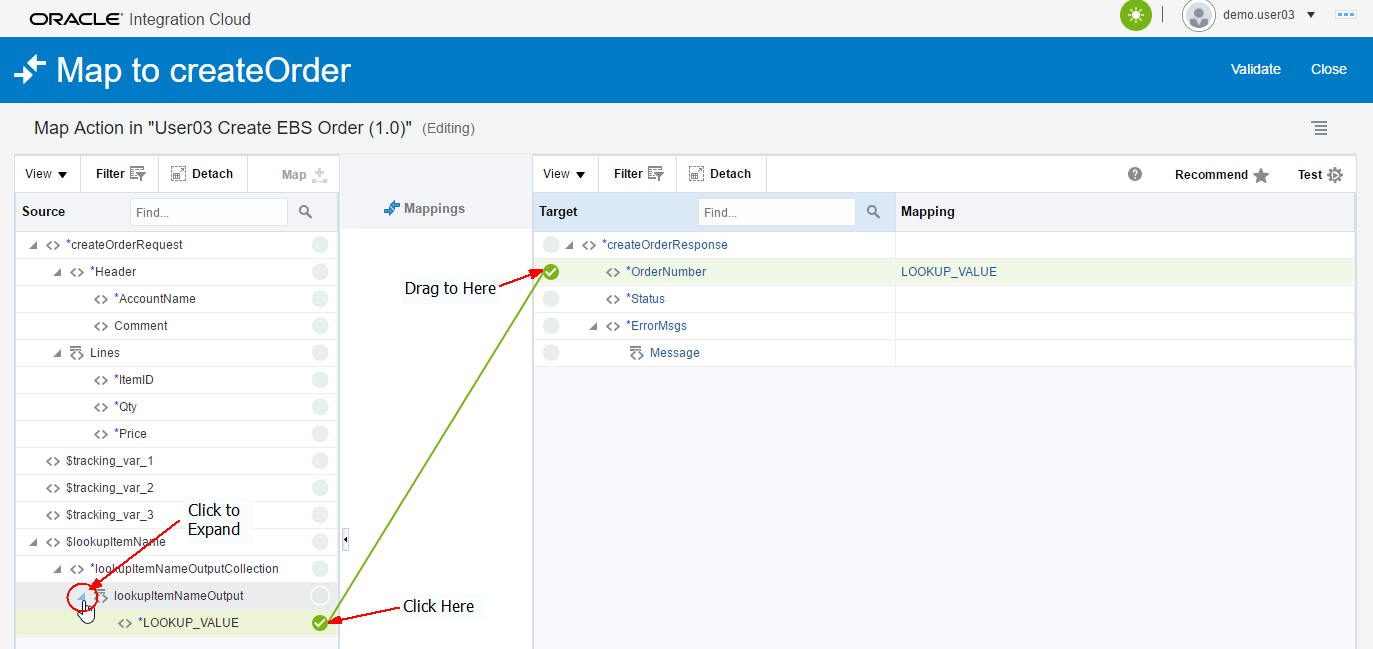 ORACLE® Integration Cloud
demo.user03
Map to createOrder
Validate
Close
Map Action in "User03 Create EBS Order (1.0)" (Editing)
View
Filter
Detach
Map
Source
Find...
*createOrderRequest
*Header
*AccountName
Comment
Lines
*ItemID
*Qty
*Price
$tracking_var_1
$tracking_var_2
$tracking_var_3
$lookupItemName
*lookupItemNameOutputCollection
lookupItemNameOutput
*LOOKUP_VALUE
Click to
Expand
Mappings
Drag to Here
Click Here
View
Filter
Detach
?
Recommend
Test
Target
Find...
Mapping
*createOrderResponse
*OrderNumber
LOOKUP_VALUE
*Status
*ErrorMsgs
Message